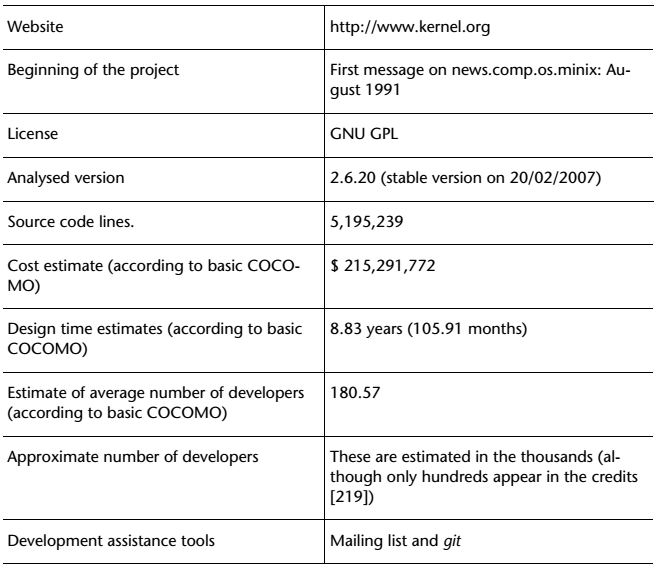 Website
http://www.kernel.org
Beginning of the project
First message on news.comp.os.minix: Au-
gust 1991
License
GNU GPL
Analysed version
2.6.20 (stable version on 20/02/2007)
Source code lines.
5,195,239
Cost estimate (according to basic COCO-
MO)
$ 215,291,772
Design time estimates (according to basic
COCOMO)
8.83 years (105.91 months)
Estimate of average number of developers
(according to basic COCOMO)
180.57
Approximate number of developers
These are estimated in the thousands (al-
though only hundreds appear in the credits
[219])
Development assistance tools
Mailing list and git